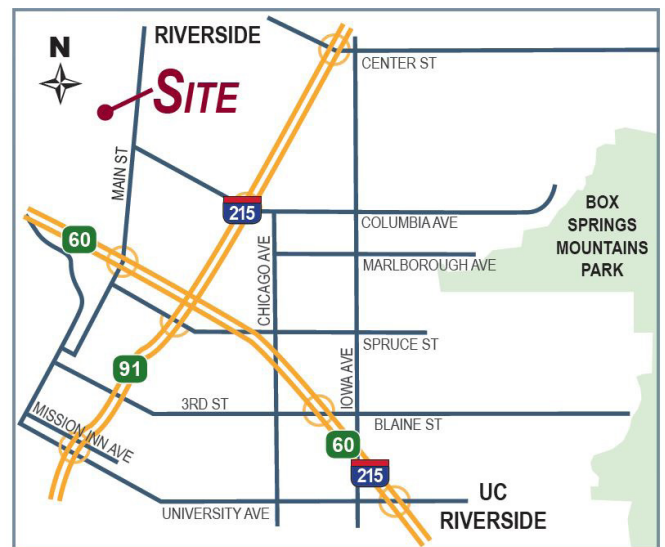 RIVERSIDE
N
SITE
CENTER ST
MAIN ST
215
COLUMBIA AVE
BOX
SPRINGS
MOUNTAINS
PARK
60
CHICAGO AVE
MARLBOROUGH AVE
SPRUCE ST
91
IOWA AVE
3RD ST
BLAINE ST
MISSION INN AVE
60
215
UNIVERSITY AVE
UC
RIVERSIDE